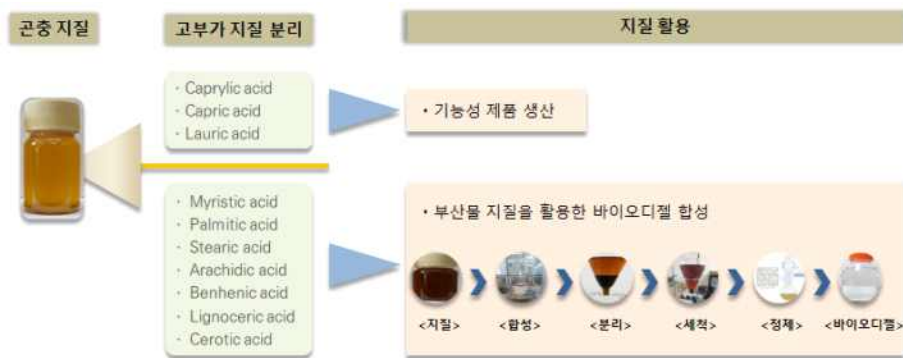 곤충 지질
고부가 지질 분리
지질 활용
· Caprylic acid
· Capric acid
· Lauric acid
· 기능성 제품 생산
· Myristic acid
· Palmitic acid
· Stearic acid
· Arachidic acid
· Benhenic acid
· Lignoceric acid
· Cerotic acid
· 부산물 지질을 활용한 바이오디젤 합성
<지질> <합성> <분리> <세척> <정제> <바이오디젤>